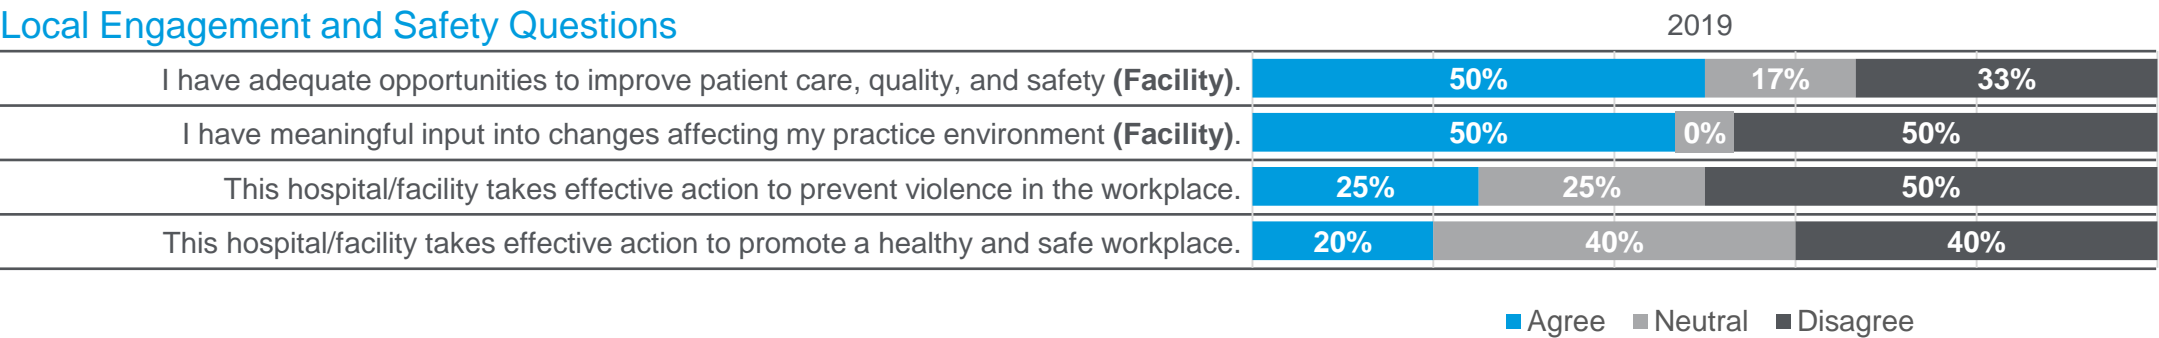 Local Engagement and Safety Questions 2019
I have adequate opportunities to improve patient care, quality, and safety (Facility). 50% 17% 33%
I have meaningful input into changes affecting my practice environment (Facility). 50% 0% 50%
This hospital/facility takes effective action to prevent violence in the workplace. 25% 25% 50%
This hospital/facility takes effective action to promote a healthy and safe workplace. 20% 40% 40%
Agree Neutral Disagree